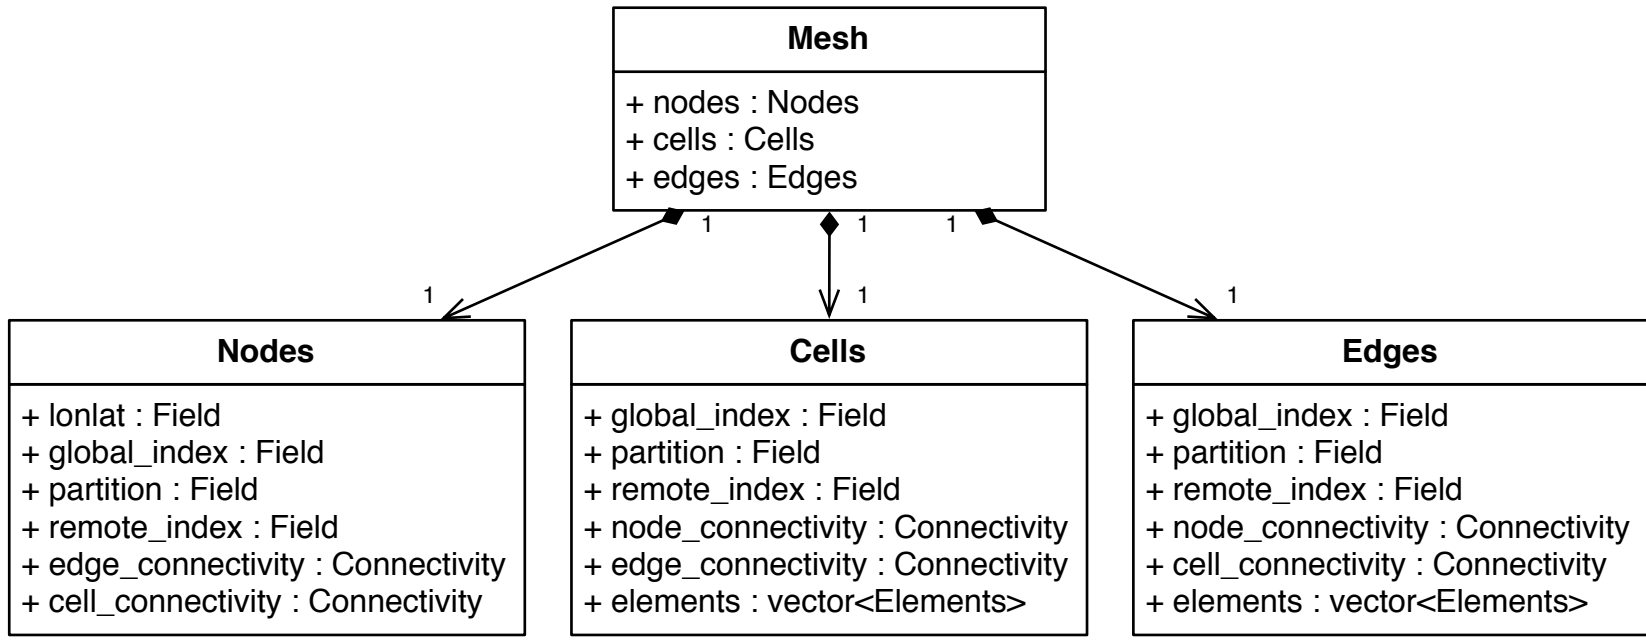 Mesh
+ nodes : Nodes
+ cells : Cells
+ edges : Edges
1
1
1
1
1
1
Nodes
+ lonlat : Field
+ global_index : Field
+ partition : Field
+ remote_index : Field
+ edge_connectivity : Connectivity
+ cell_connectivity : Connectivity
Cells
+ global_index : Field
+ partition : Field
+ remote_index : Field
+ node_connectivity : Connectivity
+ edge_connectivity : Connectivity
+ elements : vector<Elements>
Edges
+ global_index : Field
+ partition : Field
+ remote_index : Field
+ node_connectivity : Connectivity
+ cell_connectivity : Connectivity
+ elements : vector<Elements>